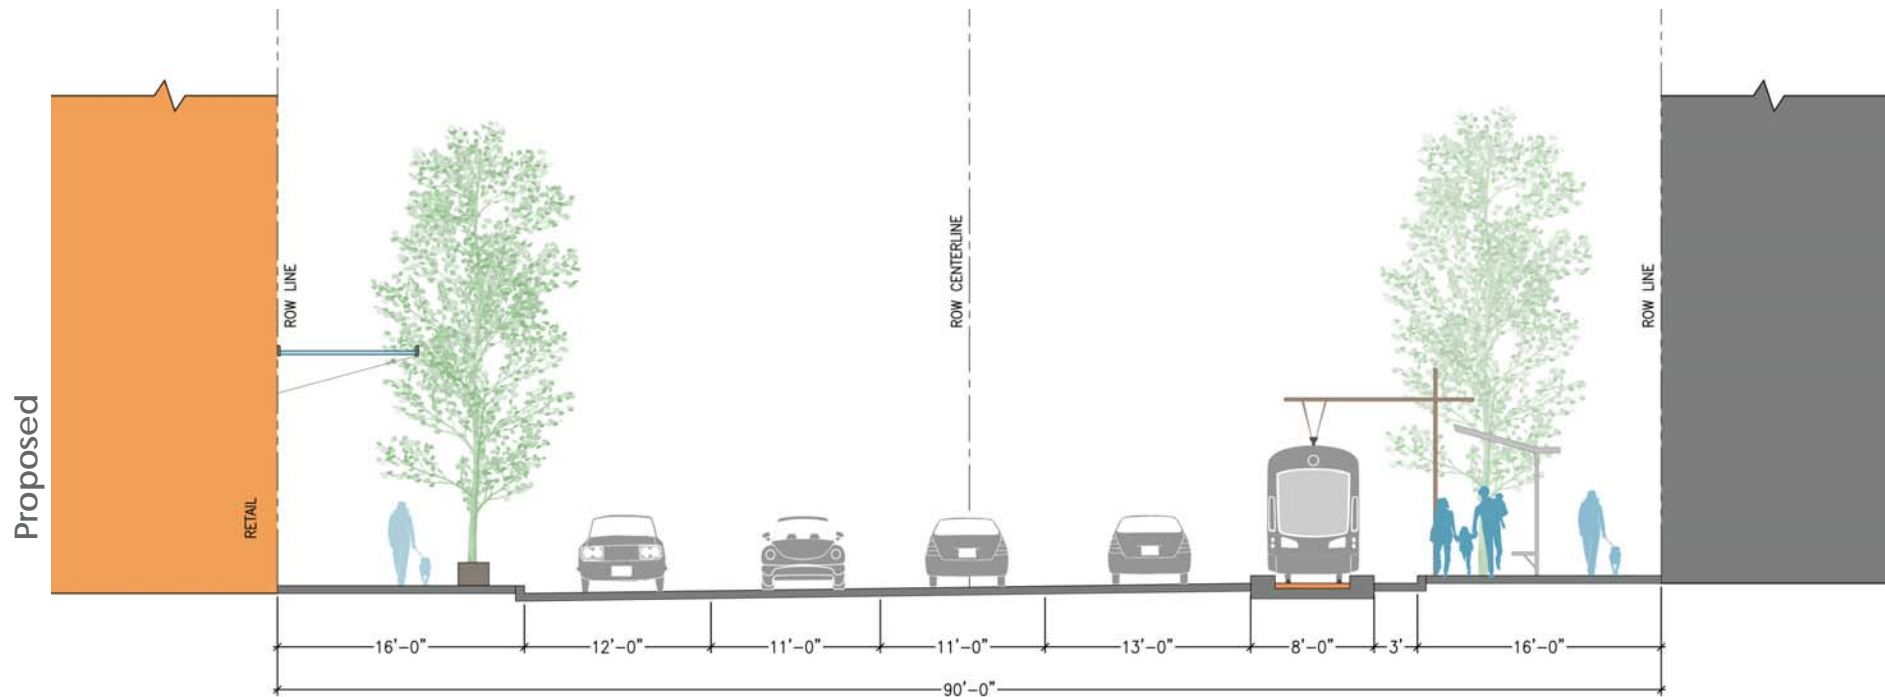 Proposed
RETAIL
ROW LINE
ROW CENTERLINE
ROW LINE
16'-0"
12'-0"
11'-0"
11'-0"
13'-0"
8'-0"
3'
16'-0"
90'-0"